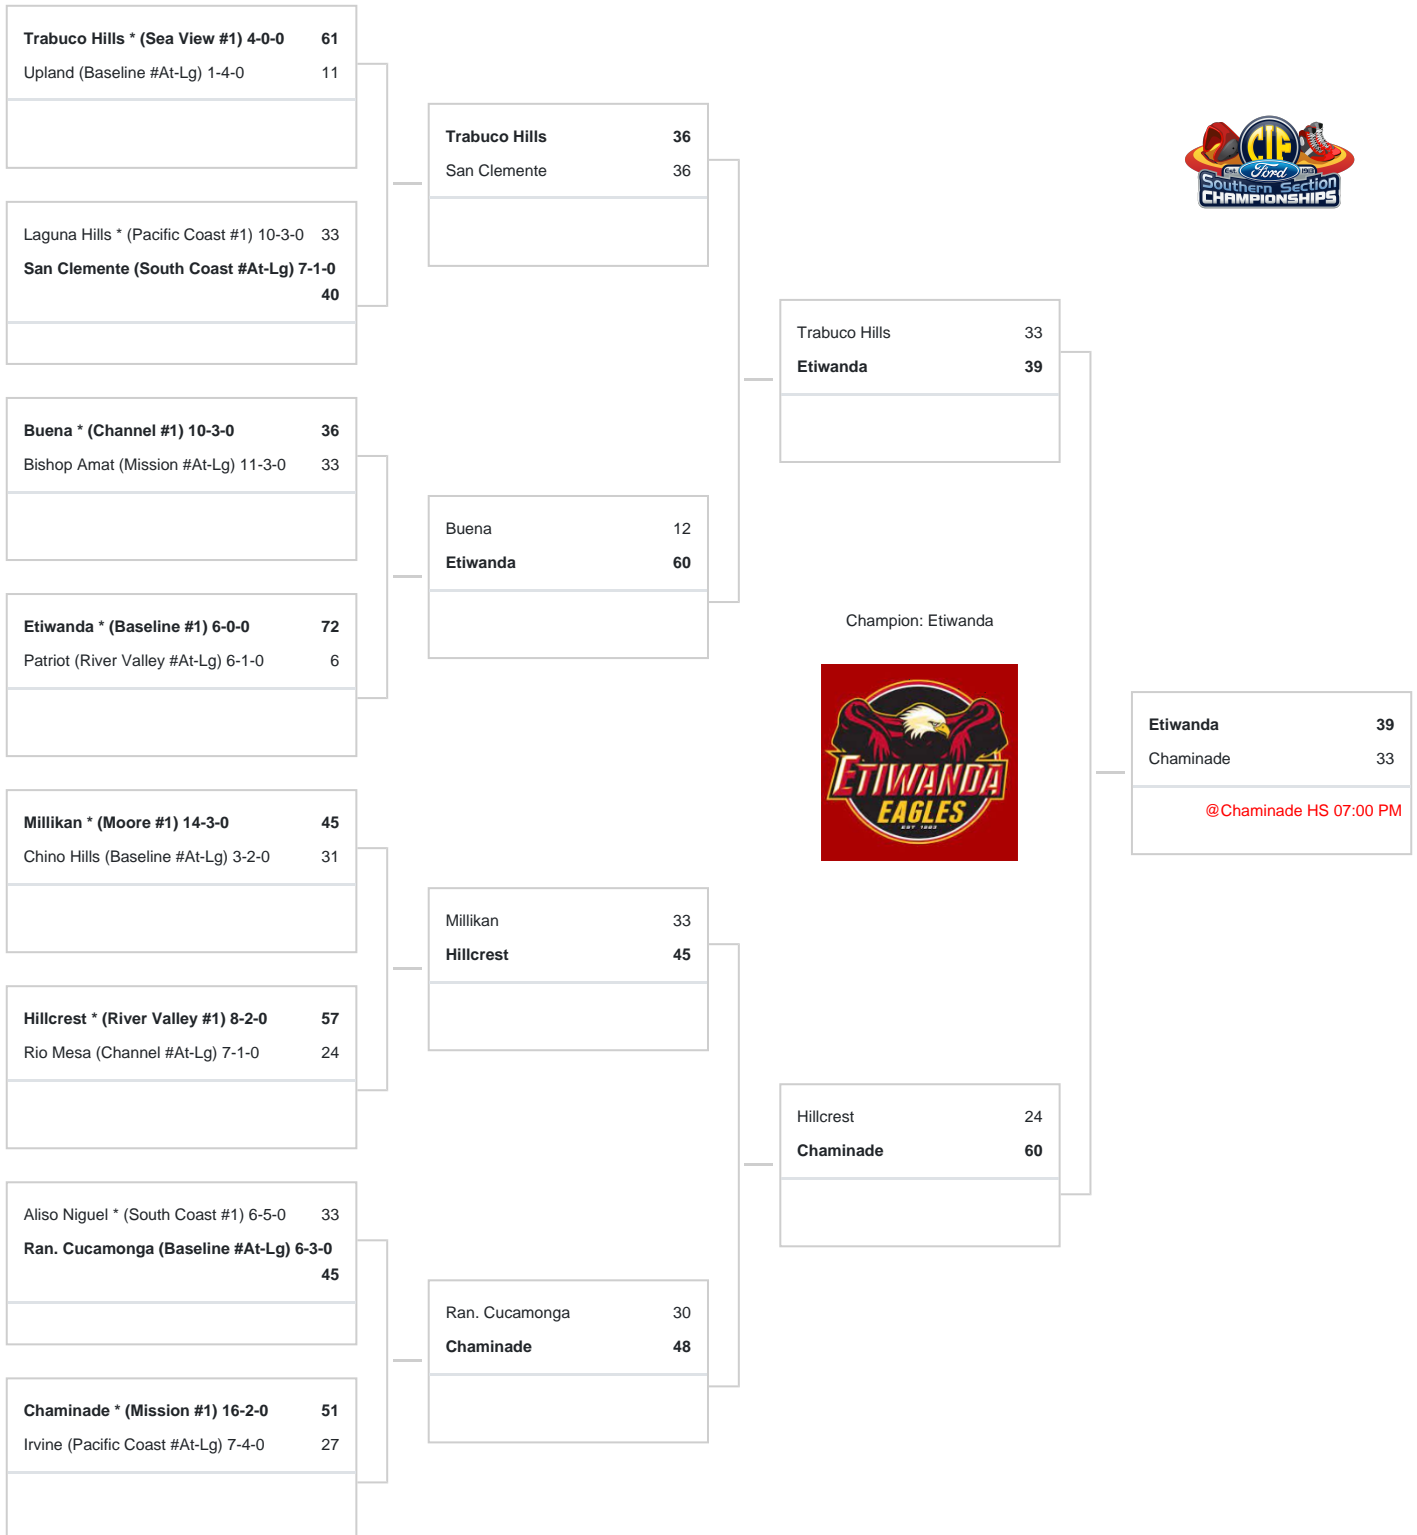 Trabuco Hills * (Sea View #1) 4-0-0 61
Upland (Baseline #At-Lg) 1-4-0 11
Laguna Hills * (Pacific Coast #1) 10-3-0 33
San Clemente (South Coast #At-Lg) 7-1-0
40
Buena * (Channel #1) 10-3-0 36
Bishop Amat (Mission #At-Lg) 11-3-0 33
Etiwanda * (Baseline #1) 6-0-0 72
Patriot (River Valley #At-Lg) 6-1-0 6
Millikan * (Moore #1) 14-3-0 45
Chino Hills (Baseline #At-Lg) 3-2-0 31
Hillcrest * (River Valley #1) 8-2-0 57
Rio Mesa (Channel #At-Lg) 7-1-0 24
Aliso Niguel * (South Coast #1) 6-5-0 33
Ran. Cucamonga (Baseline #At-Lg) 6-3-0
45
Chaminade * (Mission #1) 16-2-0 51
Irvine (Pacific Coast #At-Lg) 7-4-0 27
Trabuco Hills 36
San Clemente 36
Buena 12
Etiwanda 60
Millikan 33
Hillcrest 45
Ran. Cucamonga 30
Chaminade 48
Trabuco Hills 33
Etiwanda 39
Champion: Etiwanda
ETIWANDA
EAGLES
EST 1883
Hillcrest 24
Chaminade 60
CIF
Est. Ford 1913
Southern Section
CHAMPIONSHIPS
Etiwanda 39
Chaminade 33
@Chaminade HS 07:00 PM